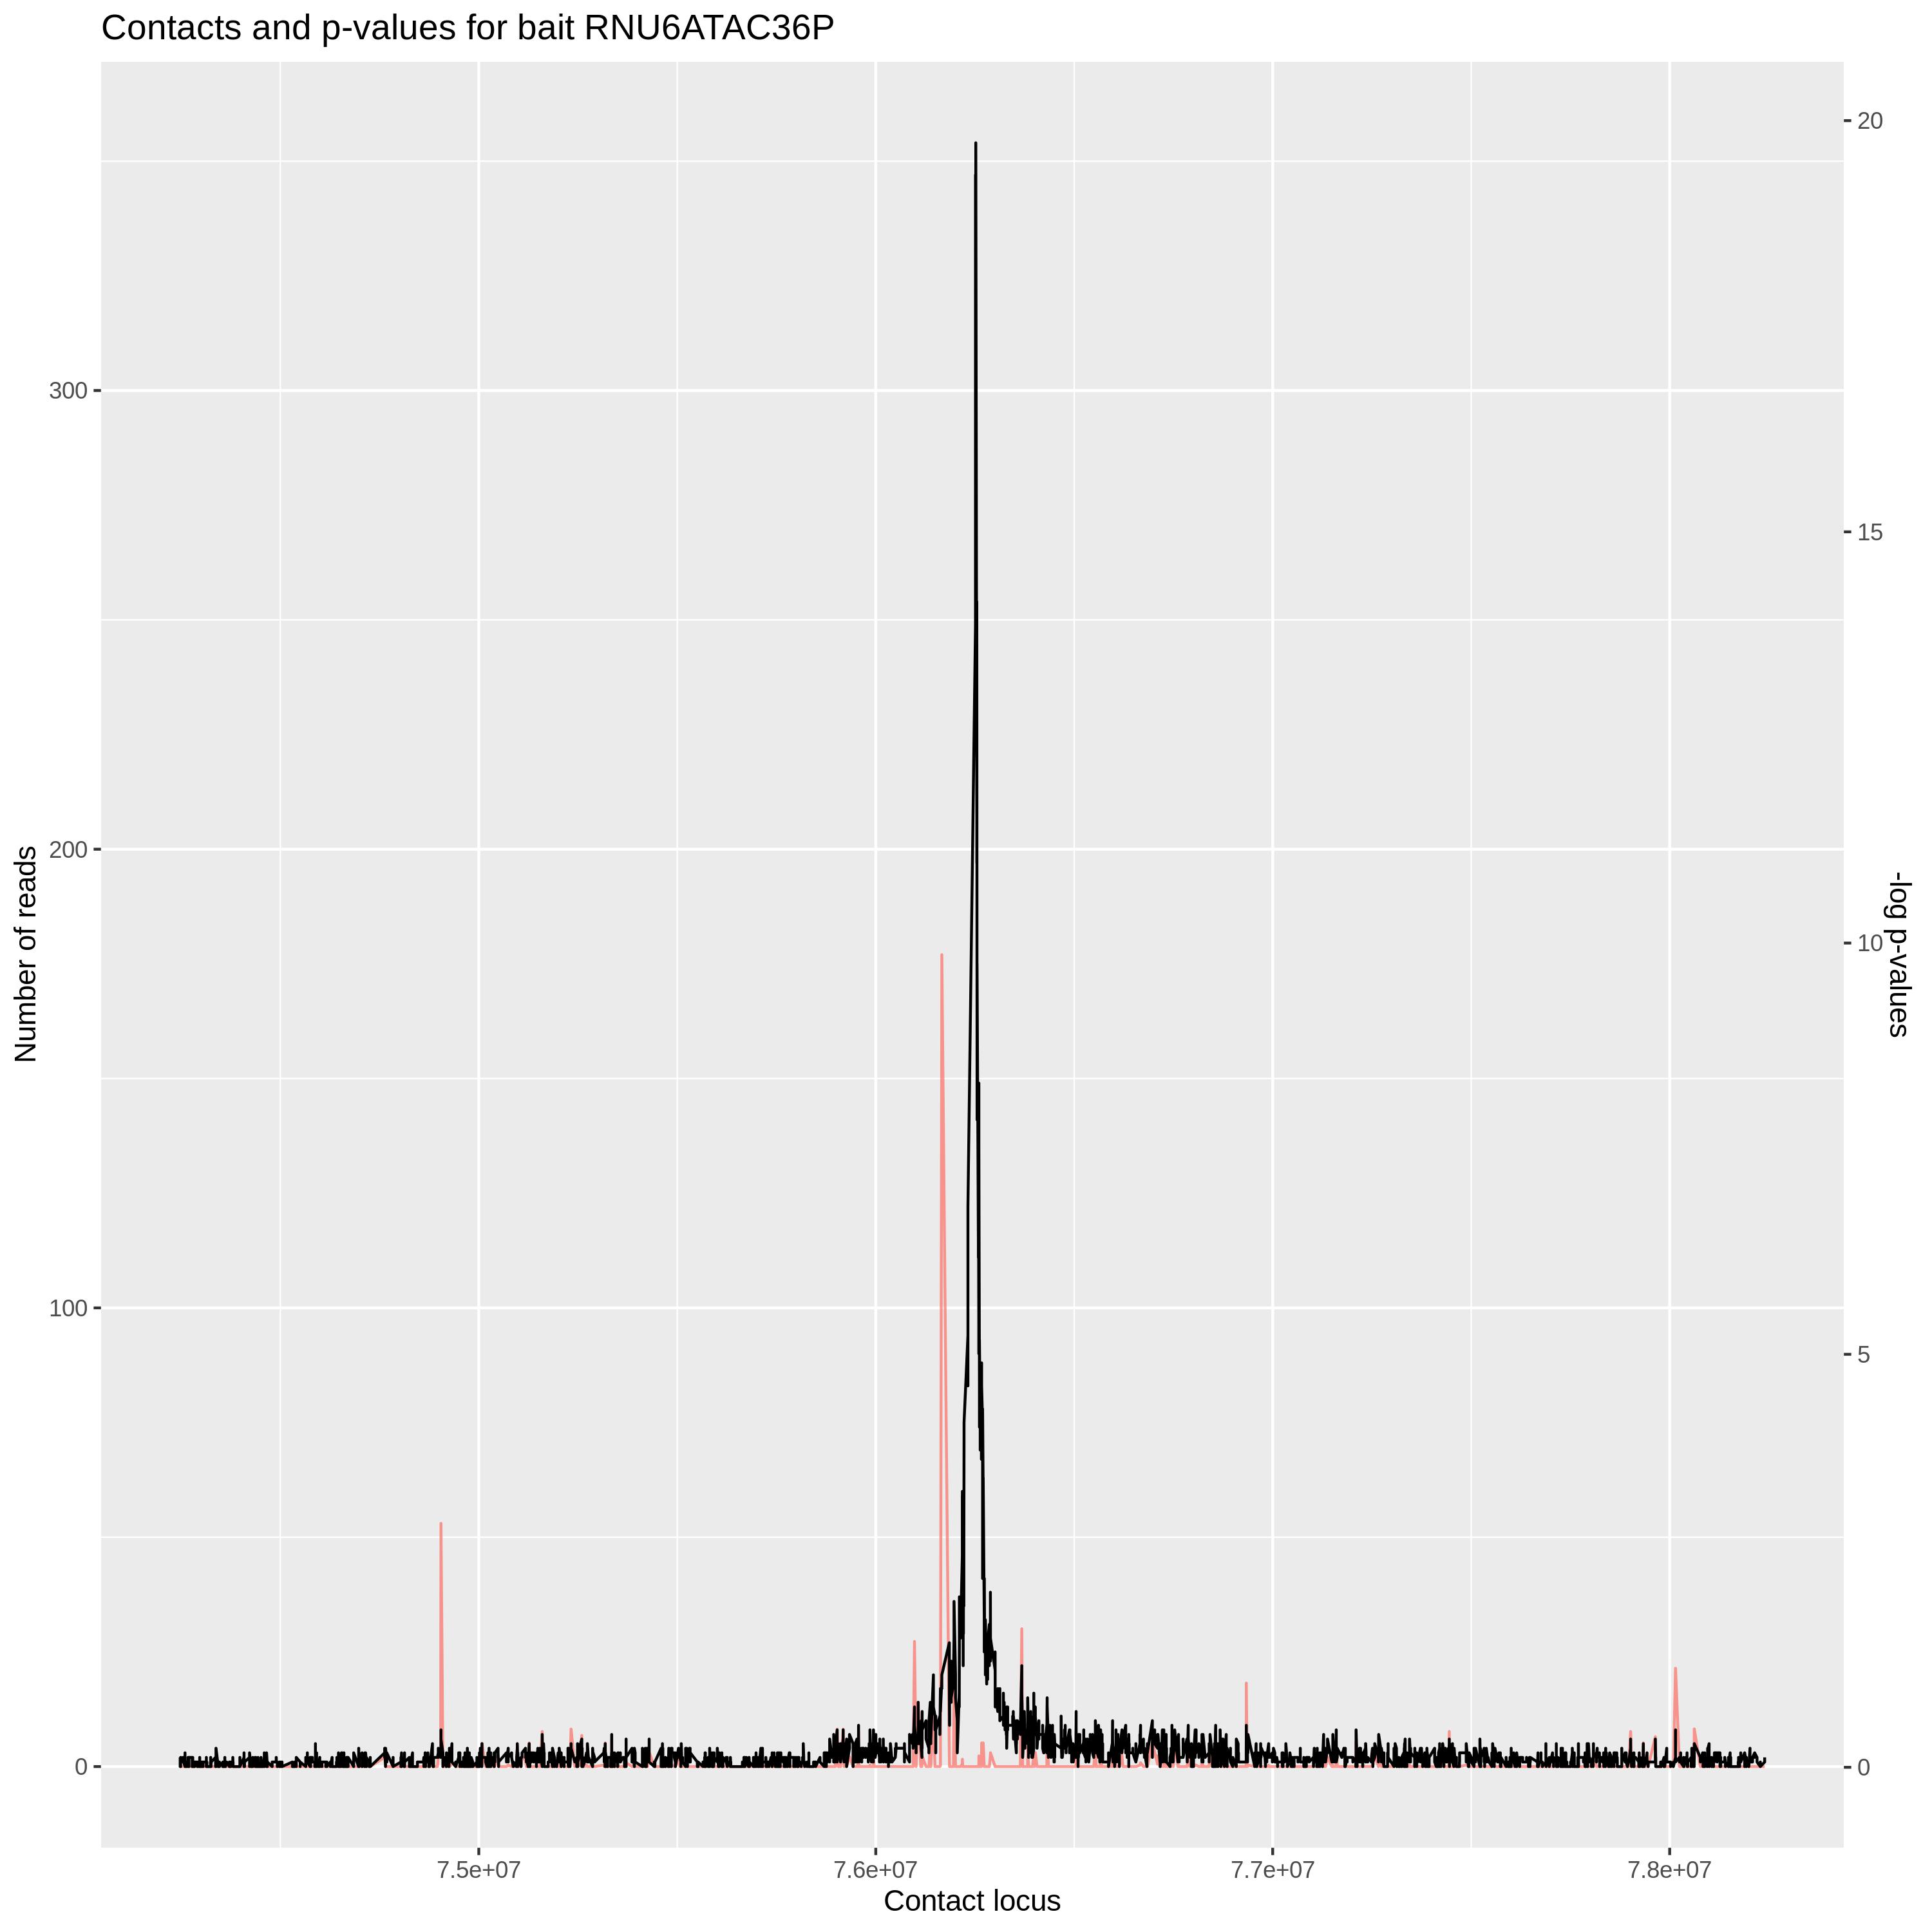 Contacts and p-values for bait RNU6ATAC36P
Number of reads
300
200
100
0
20
15
10
5
0
-log p-values
7.5e+07 7.6e+07 7.7e+07 7.8e+07
Contact locus